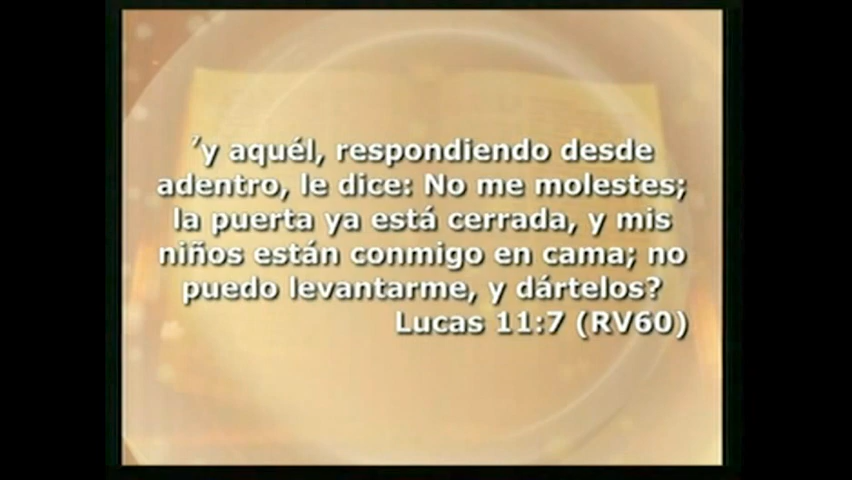 ⁷y aquél, respondiendo desde
adentro, le dice: No me molestes;
la puerta ya está cerrada, y mis
niños están conmigo en cama; no
puedo levantarme, y dártelos?
Lucas 11:7 (RV60)